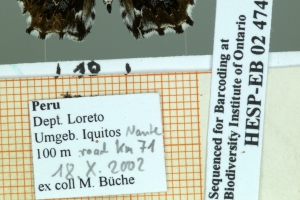 10
Peru
Dept. Loreto
Umgeb. Iquitos Nauta
100 m road km 71
18 X. 2002
ex coll M. Büche
Sequenced for Barcoding at
Biodiversity Institute of Ontario
HESP-EB 02 474